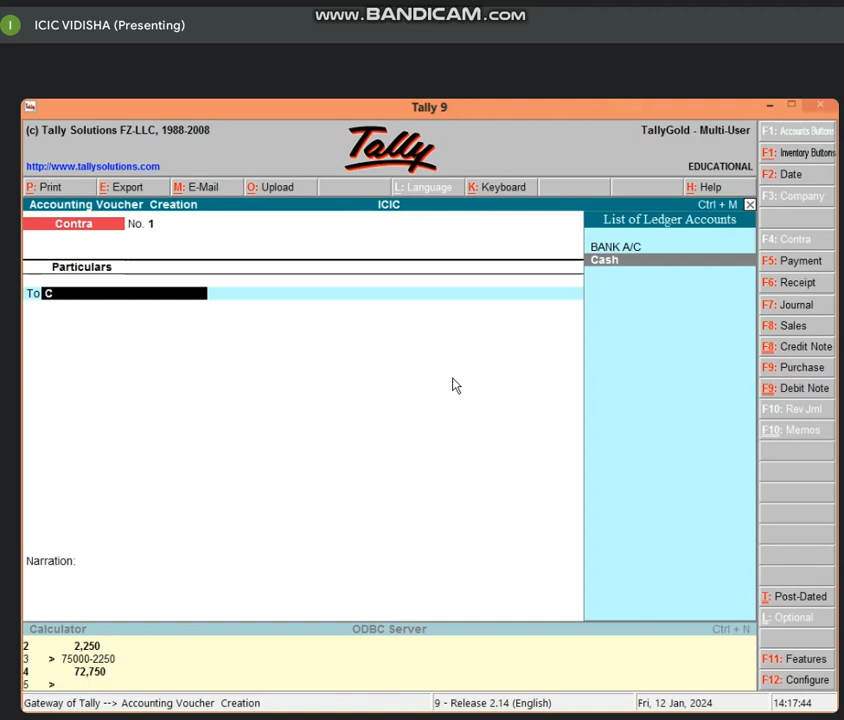 www.BANDICAM.com
I ICIC VIDISHA (Presenting)
Tally Tally 9
(c) Tally Solutions FZ-LLC, 1988-2008 Tally TallyGold - Multi-User
http://www.tallysolutions.com EDUCATIONAL
P: Print E: Export M: E-Mail O: Upload L: Language K: Keyboard H: Help
Accounting Voucher Creation ICIC Ctrl + M X
Contra No. 1
List of Ledger Accounts
BANK A/C
Cash
Particulars
To C
Narration:
F1: Accounts Buttons
F1: Inventory Buttons
F2: Date
F3: Company
F4: Contra
F5: Payment
F6: Receipt
F7: Journal
F8: Sales
F8: Credit Note
F9: Purchase
F9: Debit Note
F10: Rev Jrnl
F10: Memos
T: Post-Dated
L: Optional
F11: Features
F12: Configure
Calculator ODBC Server Ctrl + N
2 2,250
3 > 75000-2250
4 72,750
5 >
Gateway of Tally --> Accounting Voucher Creation 9 - Release 2.14 (English) Fri, 12 Jan, 2024 14:17:44